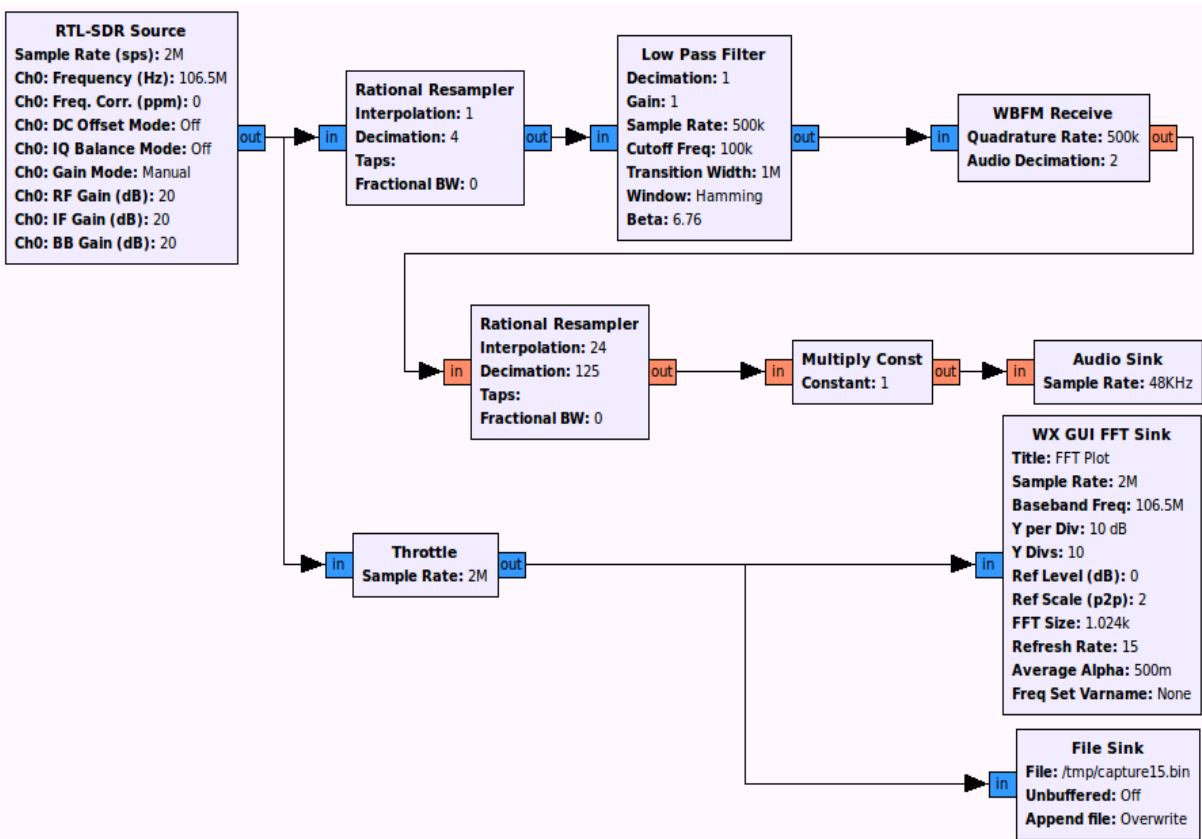 RTL-SDR Source
Sample Rate (sps): 2M
Ch0: Frequency (Hz): 106.5M
Ch0: Freq. Corr. (ppm): 0
Ch0: DC Offset Mode: Off
Ch0: IQ Balance Mode: Off
Ch0: Gain Mode: Manual
Ch0: RF Gain (dB): 20
Ch0: IF Gain (dB): 20
Ch0: BB Gain (dB): 20
out
in
Rational Resampler
Interpolation: 1
Decimation: 4
Taps:
Fractional BW: 0
out
in
Low Pass Filter
Decimation: 1
Gain: 1
Sample Rate: 500k
Cutoff Freq: 100k
Transition Width: 1M
Window: Hamming
Beta: 6.76
out
in
WBFM Receive
Quadrature Rate: 500k
Audio Decimation: 2
out
in
Rational Resampler
Interpolation: 24
Decimation: 125
Taps:
Fractional BW: 0
out
in
Multiply Const
Constant: 1
out
in
Audio Sink
Sample Rate: 48KHz
in
Throttle
Sample Rate: 2M
out
in
WX GUI FFT Sink
Title: FFT Plot
Sample Rate: 2M
Baseband Freq: 106.5M
Y per Div: 10 dB
Y Divs: 10
Ref Level (dB): 0
Ref Scale (p2p): 2
FFT Size: 1.024k
Refresh Rate: 15
Average Alpha: 500m
Freq Set Varname: None
in
File Sink
File: /tmp/capture15.bin
Unbuffered: Off
Append file: Overwrite